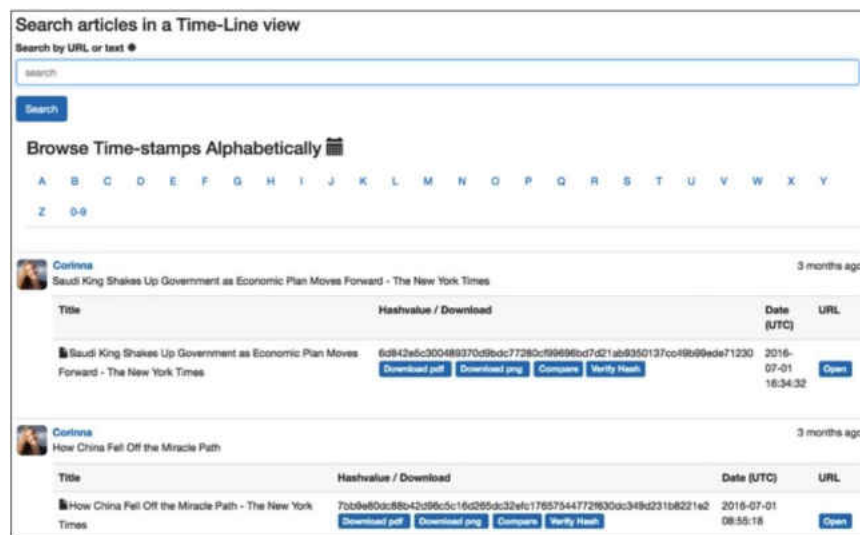 Search articles in a Time-Line view
Search by URL or text
search
Search
Browse Time-stamps Alphabetically
A B C D E F G H I J K L M N O P Q R S T U V W X Y
Z 0-9
Corinna 3 months ago
Saudi King Shakes Up Government as Economic Plan Moves Forward - The New York Times
Title Hashvalue / Download Date (UTC) URL
Saudi King Shakes Up Government as Economic Plan Moves
Forward - The New York Times
2016-07-01 16:34:32
Download pdf Download png Compare Verify Hash Open
Corinna 3 months ago
How China Fell Off the Miracle Path
Title Hashvalue / Download Date (UTC) URL
How China Fell Off the Miracle Path - The New York
Times
2016-07-01
08:55:18
Download pdf Download png Compare Verify Hash Open